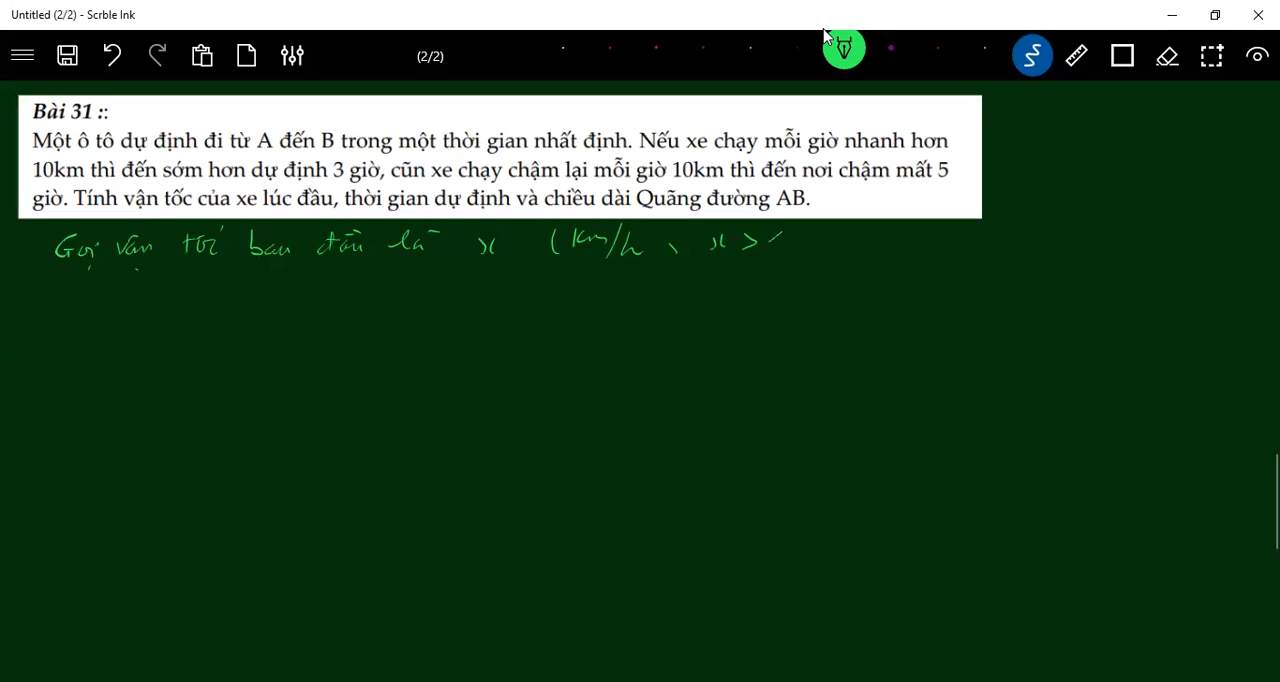 Untitled (2/2) - Scrble Ink
(2/2)
Bài 31 ::
Một ô tô dự định đi từ A đến B trong một thời gian nhất định. Nếu xe chạy mỗi giờ nhanh hơn
10km thì đến sớm hơn dự định 3 giờ, cũn xe chạy chậm lại mỗi giờ 10km thì đến nơi chậm mất 5
giờ. Tính vận tốc của xe lúc đầu, thời gian dự định và chiều dài Quãng đường AB.
Gọi vận tốc ban đầu là x (km/h, x >